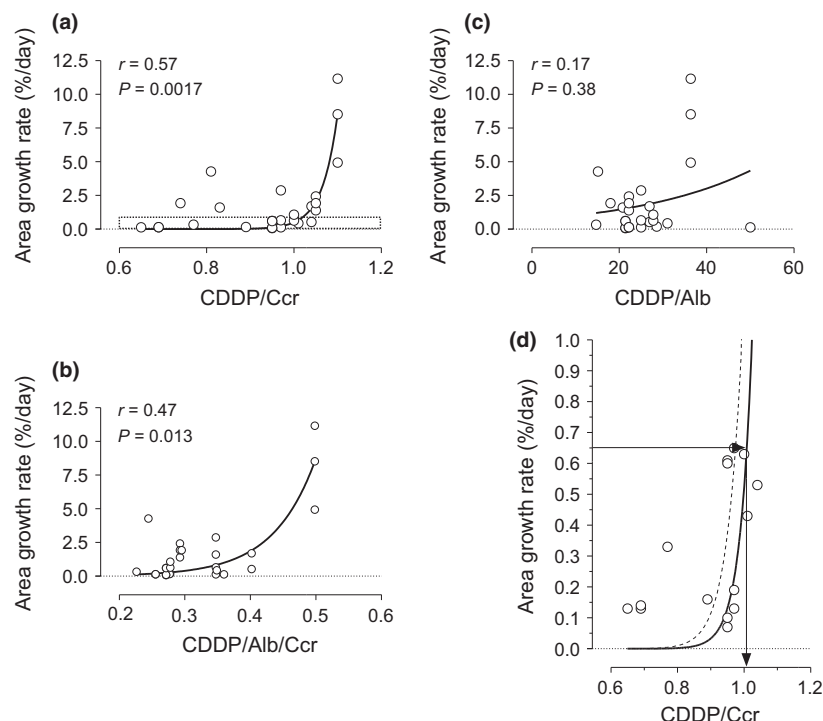 (a)
r = 0.57
P = 0.0017
Area growth rate (%/day)
12.5
10.0
7.5
5.0
2.5
0.0
0.6 0.8 1.0 1.2
CDDP/Ccr
(c)
r = 0.17
P = 0.38
Area growth rate (%/day)
12.5
10.0
7.5
5.0
2.5
0.0
0 20 40 60
CDDP/Alb
(b)
r = 0.47
P = 0.013
Area growth rate (%/day)
12.5
10.0
7.5
5.0
2.5
0.0
0.2 0.3 0.4 0.5 0.6
CDDP/Alb/Ccr
(d)
Area growth rate (%/day)
1.0
0.9
0.8
0.7
0.6
0.5
0.4
0.3
0.2
0.1
0.0
0.6 0.8 1.0 1.2
CDDP/Ccr